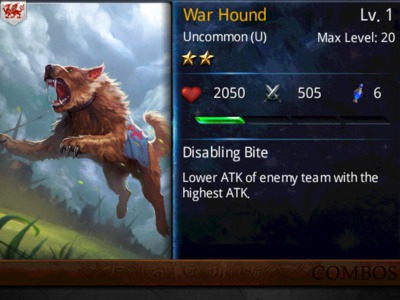 War Hound
Lv. 1
Uncommon (U)
Max Level: 20
2050
505
6
Disabling Bite
Lower ATK of enemy team with the
highest ATK.
COMBOS